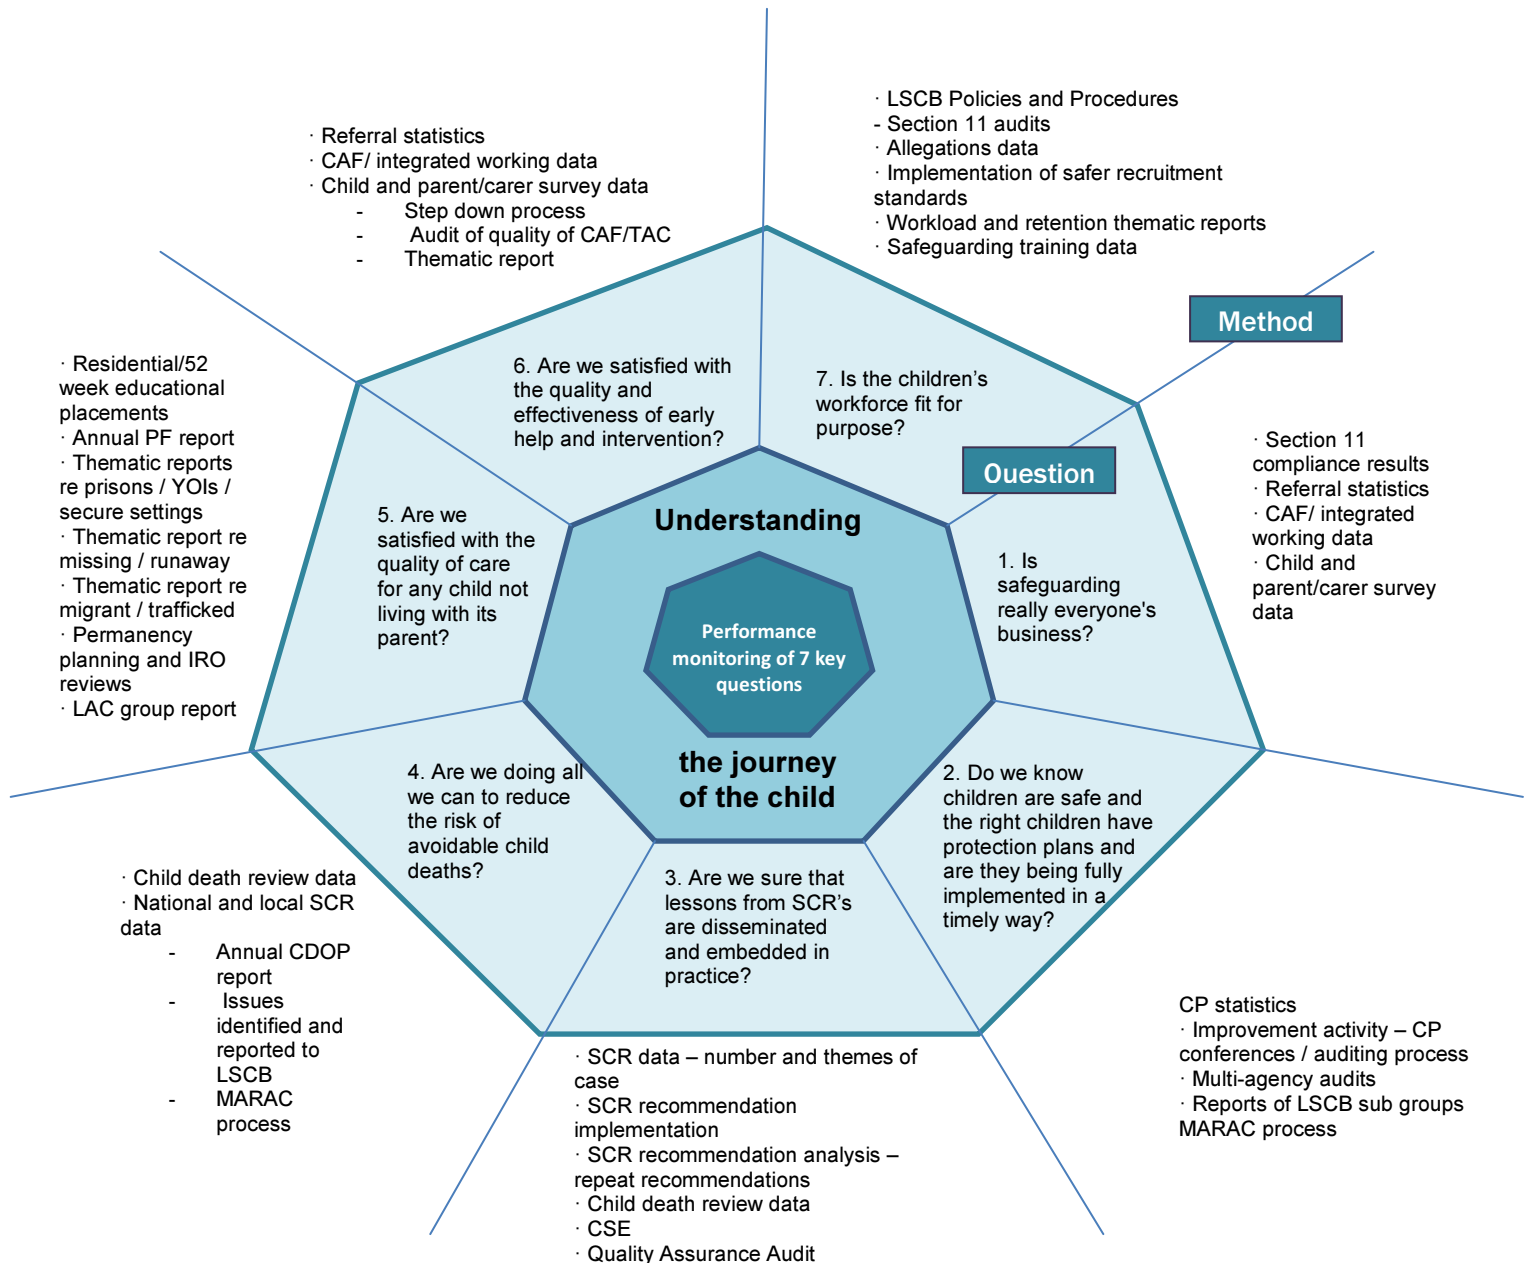 · Referral statistics
· CAF/ integrated working data
· Child and parent/carer survey data
- Step down process
- Audit of quality of CAF/TAC
- Thematic report
· LSCB Policies and Procedures
- Section 11 audits
· Allegations data
· Implementation of safer recruitment
standards
· Workload and retention thematic reports
· Safeguarding training data
Method
Question
· Residential/52
week educational
placements
· Annual PF report
· Thematic reports
re prisons / YOIs /
secure settings
· Thematic report re
missing / runaway
· Thematic report re
migrant / trafficked
· Permanency
planning and IRO
reviews
· LAC group report
6. Are we satisfied with
the quality and
effectiveness of early
help and intervention?
7. Is the children’s
workforce fit for
purpose?
· Section 11
compliance results
· Referral statistics
· CAF/ integrated
working data
· Child and
parent/carer survey
data
5. Are we
satisfied with the
quality of care
for any child not
living with its
parent?
Understanding
Performance
monitoring of 7 key
questions
the journey
of the child
1. Is
safeguarding
really everyone's
business?
4. Are we doing all
we can to reduce
the risk of
avoidable child
deaths?
2. Do we know
children are safe and
the right children have
protection plans and
are they being fully
implemented in a
timely way?
3. Are we sure that
lessons from SCR’s
are disseminated
and embedded in
practice?
· Child death review data
· National and local SCR
data
- Annual CDOP
report
- Issues
identified and
reported to
LSCB
- MARAC
process
· SCR data – number and themes of
case
· SCR recommendation
implementation
· SCR recommendation analysis –
repeat recommendations
· Child death review data
· CSE
· Quality Assurance Audit
CP statistics
· Improvement activity – CP
conferences / auditing process
· Multi-agency audits
· Reports of LSCB sub groups
MARAC process